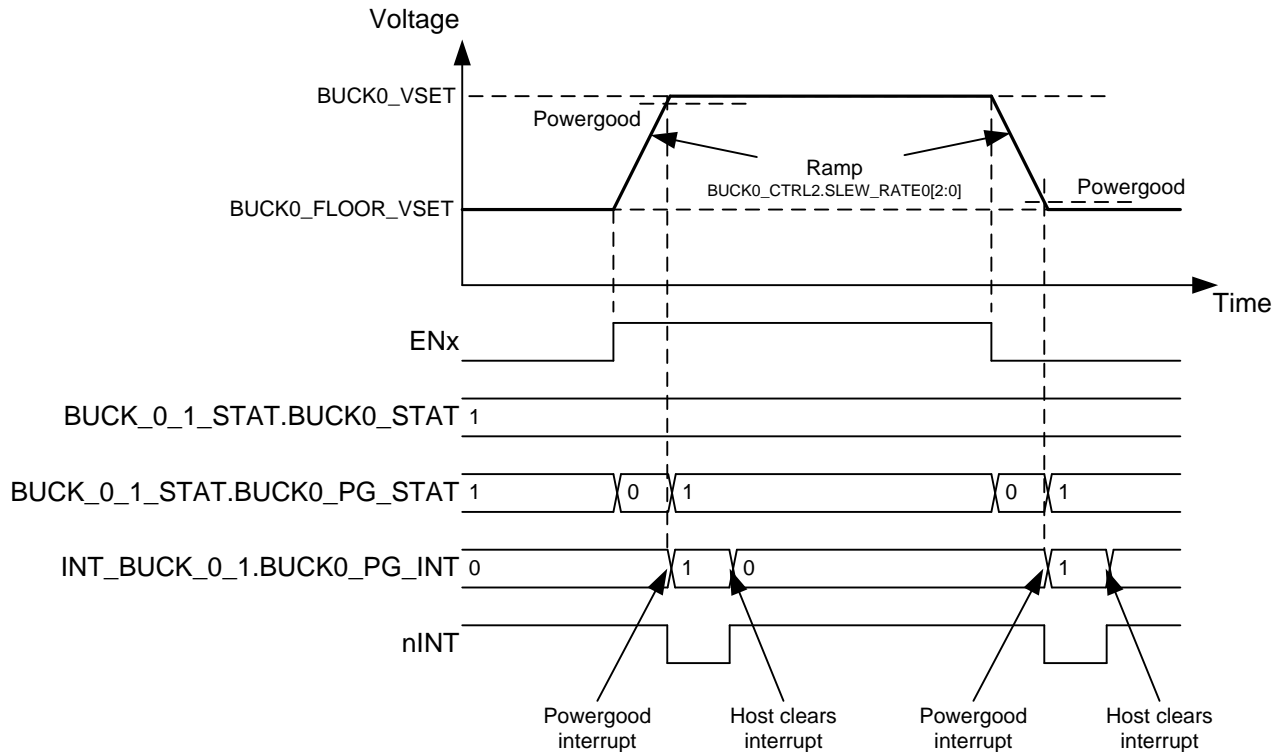 Voltage
BUCK0_VSET
Powergood
Ramp
BUCK0_CTRL2.SLEW_RATE0[2:0]
Powergood
BUCK0_FLOOR_VSET
Time
ENx
BUCK_0_1_STAT.BUCK0_STAT 1
BUCK_0_1_STAT.BUCK0_PG_STAT 1 0 1 0 1
INT_BUCK_0_1.BUCK0_PG_INT 0 1 0 1
nINT
Powergood
interrupt
Host clears
interrupt
Powergood
interrupt
Host clears
interrupt